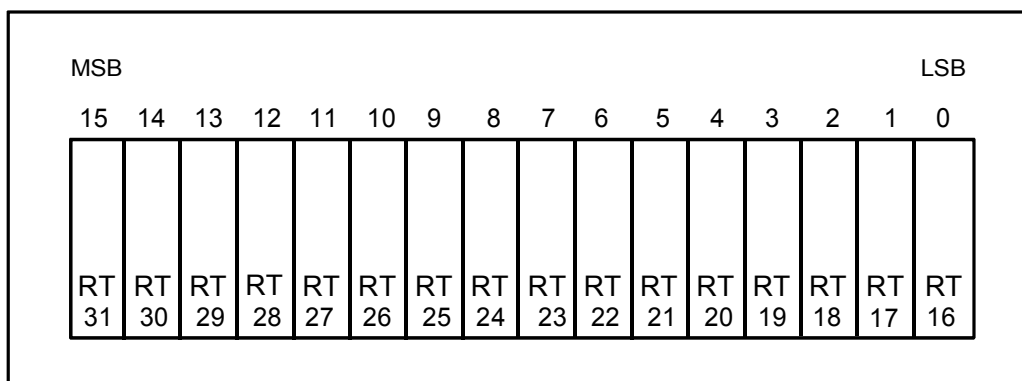 MSB LSB
15 14 13 12 11 10 9 8 7 6 5 4 3 2 1 0
RT RT RT RT RT RT RT RT RT RT RT RT RT RT RT RT
31 30 29 28 27 26 25 24 23 22 21 20 19 18 17 16